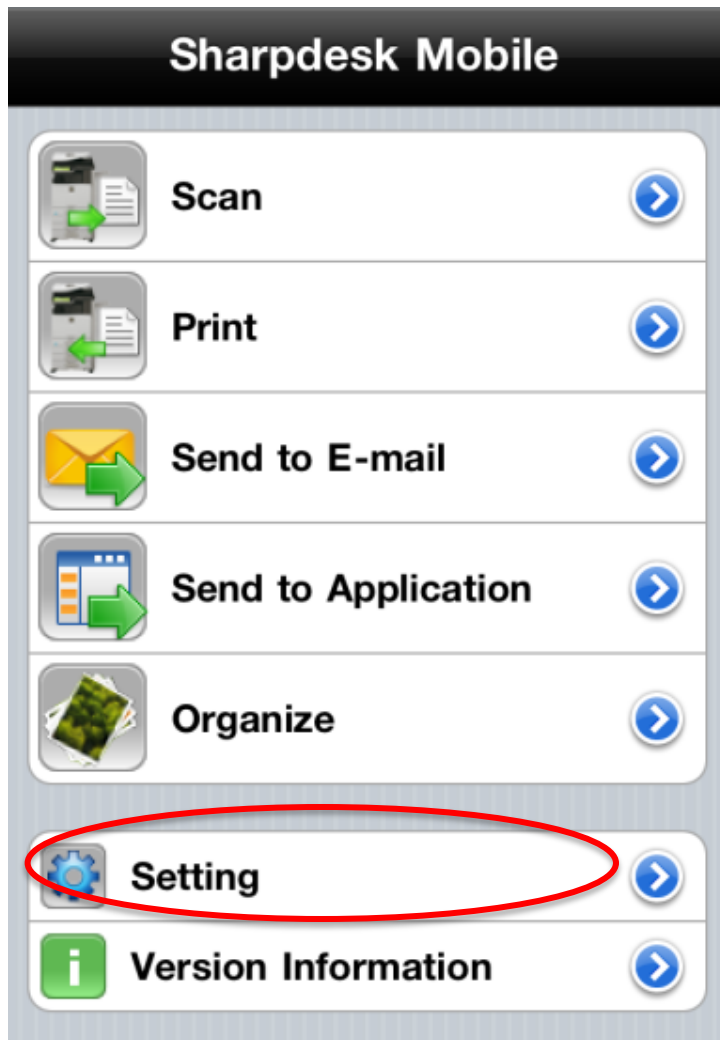 Sharpdesk Mobile
Scan
Print
Send to E-mail
Send to Application
Organize
Setting
Version Information